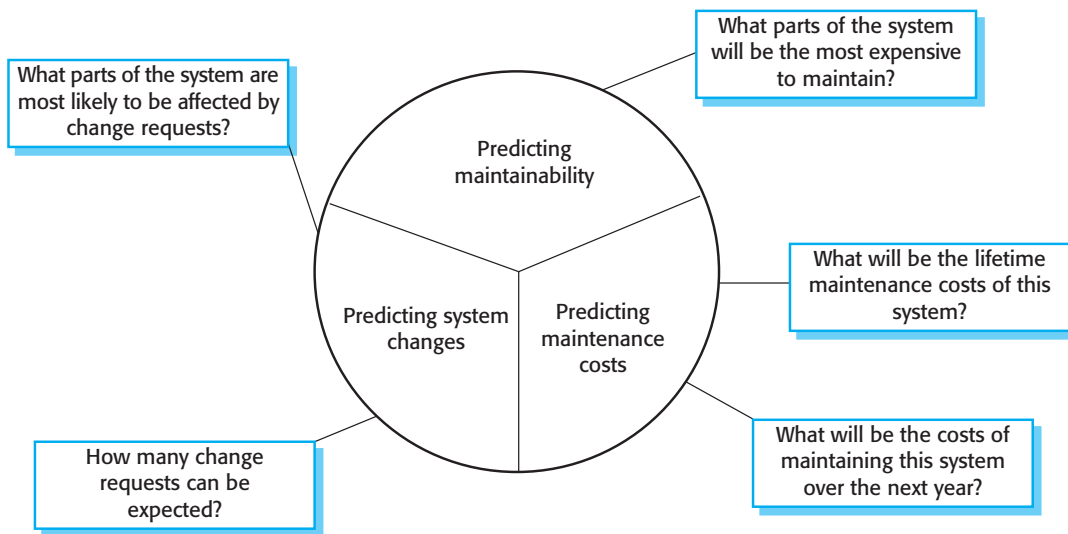 What parts of the system
will be the most expensive
to maintain?
What parts of the system are
most likely to be affected by
change requests?
Predicting
maintainability
What will be the lifetime
maintenance costs of this
system?
Predicting system
changes
Predicting
maintenance
costs
What will be the costs of
maintaining this system
over the next year?
How many change
requests can be
expected?